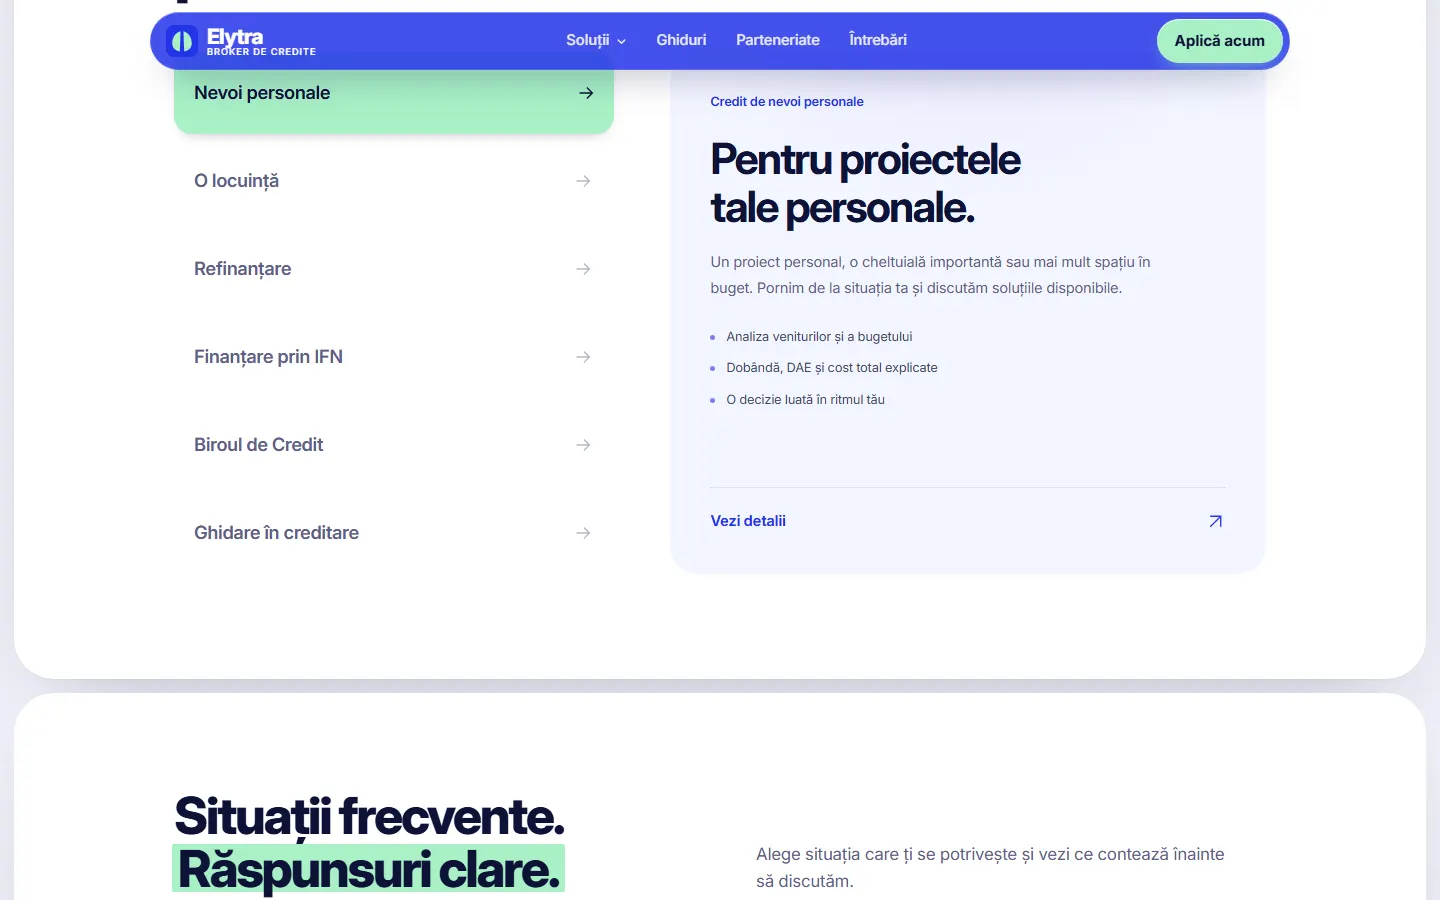 Elytra
BROKER DE CREDITE
Soluții
Ghiduri
Parteneriate
Întrebări
Aplică acum
Nevoi personale
O locuință
Refinanțare
Finanțare prin IFN
Biroul de Credit
Ghidare în creditare
Credit de nevoi personale
Pentru proiectele
tale personale.
Un proiect personal, o cheltuială importantă sau mai mult spațiu în
buget. Pornim de la situația ta și discutăm soluțiile disponibile.
Analiza veniturilor și a bugetului
Dobândă, DAE și cost total explicate
O decizie luată în ritmul tău
Vezi detalii
Situații frecvente.
Răspunsuri clare.
Alege situația care ți se potrivește și vezi ce contează înainte
să discutăm.